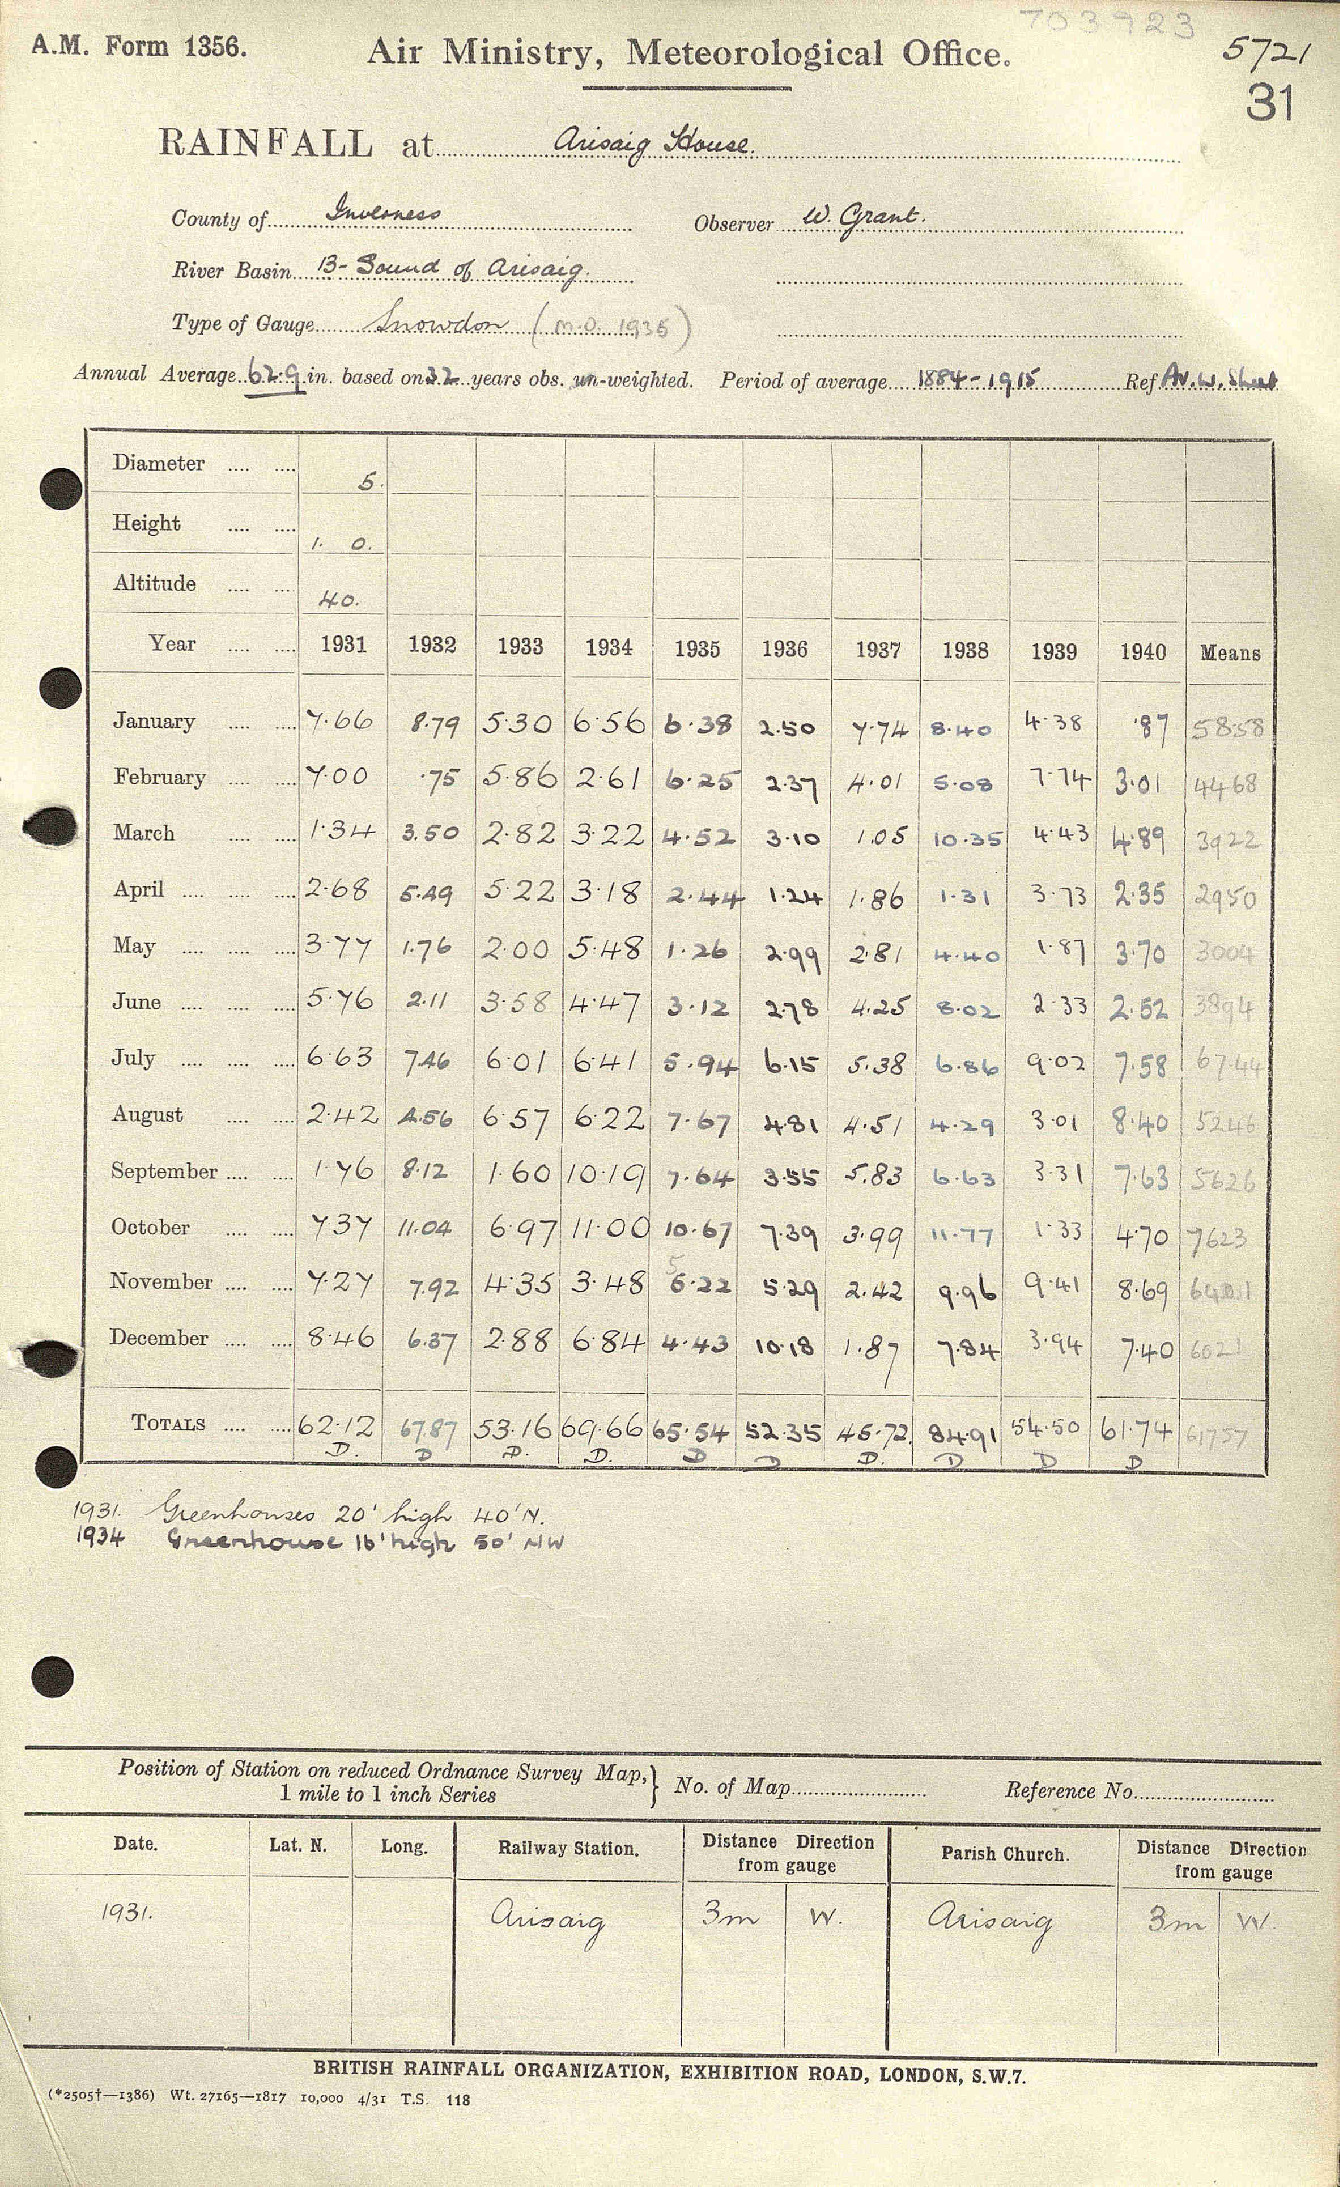 703923
A.M. Form 1356. Air Ministry, Meteorological Office. 5721
31
RAINFALL at Arisaig House.
County of Inverness Observer W. Grant.
River Basin 13 - Sound of Arisaig.
Type of Gauge Snowdon (M.O. 1935)
Annual Average 62.9 in. based on 32 years obs. un-weighted. Period of average 1884-1915 Ref Av. W. Sheet
Diameter .... .... 5.
Height .... .... 1. 0.
Altitude .... .... 40.
Year .... .... 1931 1932 1933 1934 1935 1936 1937 1938 1939 1940 Means
January .... .... 7.66 8.79 5.30 6.56 6.38 2.50 7.74 8.40 4.38 .87 58.58
February .... .... 7.00 .75 5.86 2.61 6.25 2.37 4.01 5.08 7.74 3.01 4468
March .... .... 1.34 3.50 2.82 3.22 4.52 3.10 1.05 10.35 4.43 4.89 3922
April .... .... .... 2.68 5.49 5.22 3.18 2.44 1.24 1.86 1.31 3.73 2.35 2950
May .... .... .... 3.77 1.76 2.00 5.48 1.26 2.99 2.81 4.40 1.87 3.70 3004
June .... .... .... 5.76 2.11 3.58 4.47 3.12 2.78 4.25 8.02 2.33 2.52 3894
July .... .... .... 6.63 7.46 6.01 6.41 5.94 6.15 5.38 6.86 9.02 7.58 67.44
August .... .... 2.42 4.56 6.57 6.22 7.67 4.81 4.51 4.29 3.01 8.40 5246
September .... .... 1.76 8.12 1.60 10.19 7.64 3.55 5.83 6.63 3.31 7.63 5626
October .... .... 7.37 11.04 6.97 11.00 10.67 7.39 3.99 11.77 1.33 4.70 7623
5
November .... .... 7.27 7.92 4.35 3.48 5.22 5.29 2.42 9.96 9.41 8.69
December .... .... 8.46 6.37 2.88 6.84 4.43 10.18 1.87 7.84 3.94 7.40 6021
TOTALS .... .... 62.12 67.87 53.16 69.66 65.54 52.35 45.72. 84.91 54.50 61.74 61757
D. D D. D. D D D. D D D
1931. Greenhouses 20' high 40' N.
1934 Greenhouse 16' high 50' NW
Position of Station on reduced Ordnance Survey Map,
1 mile to 1 inch Series } No. of Map Reference No.
Date. Lat. N. Long. Railway Station. Distance Direction from gauge Parish Church. Distance Direction from gauge
1931. Arisaig 3m W. Arisaig 3m W.
BRITISH RAINFALL ORGANIZATION, EXHIBITION ROAD, LONDON, S.W.7.
(*2505†—1386) Wt. 27165—1817 10,000 4/31 T.S. 118